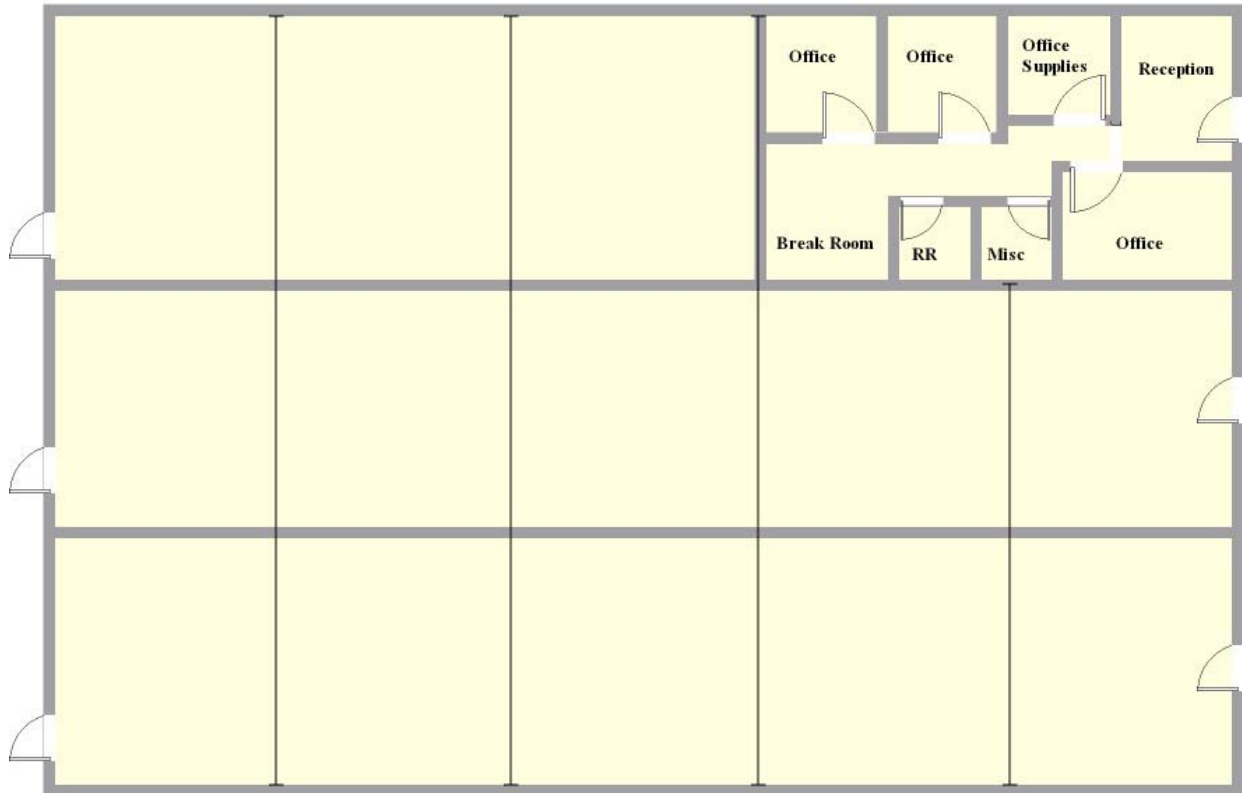 Office
Office
Office
Supplies
Reception
Break Room
RR
Misc
Office